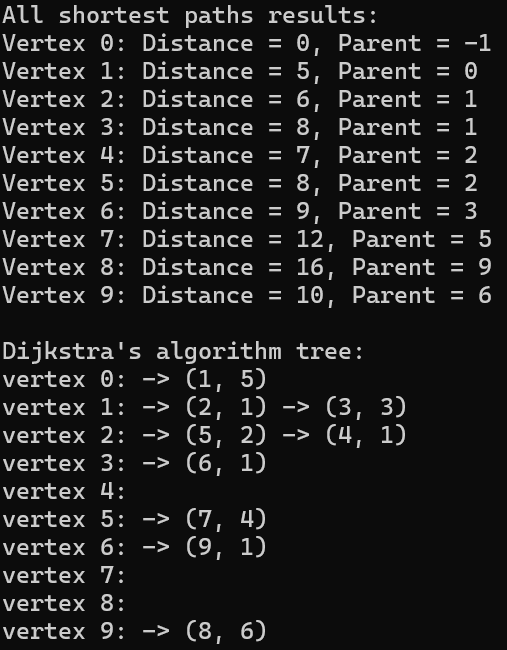 All shortest paths results:
Vertex 0: Distance = 0, Parent = -1
Vertex 1: Distance = 5, Parent = 0
Vertex 2: Distance = 6, Parent = 1
Vertex 3: Distance = 8, Parent = 1
Vertex 4: Distance = 7, Parent = 2
Vertex 5: Distance = 8, Parent = 2
Vertex 6: Distance = 9, Parent = 3
Vertex 7: Distance = 12, Parent = 5
Vertex 8: Distance = 16, Parent = 9
Vertex 9: Distance = 10, Parent = 6

Dijkstra's algorithm tree:
vertex 0: -> (1, 5)
vertex 1: -> (2, 1) -> (3, 3)
vertex 2: -> (5, 2) -> (4, 1)
vertex 3: -> (6, 1)
vertex 4:
vertex 5: -> (7, 4)
vertex 6: -> (9, 1)
vertex 7:
vertex 8:
vertex 9: -> (8, 6)